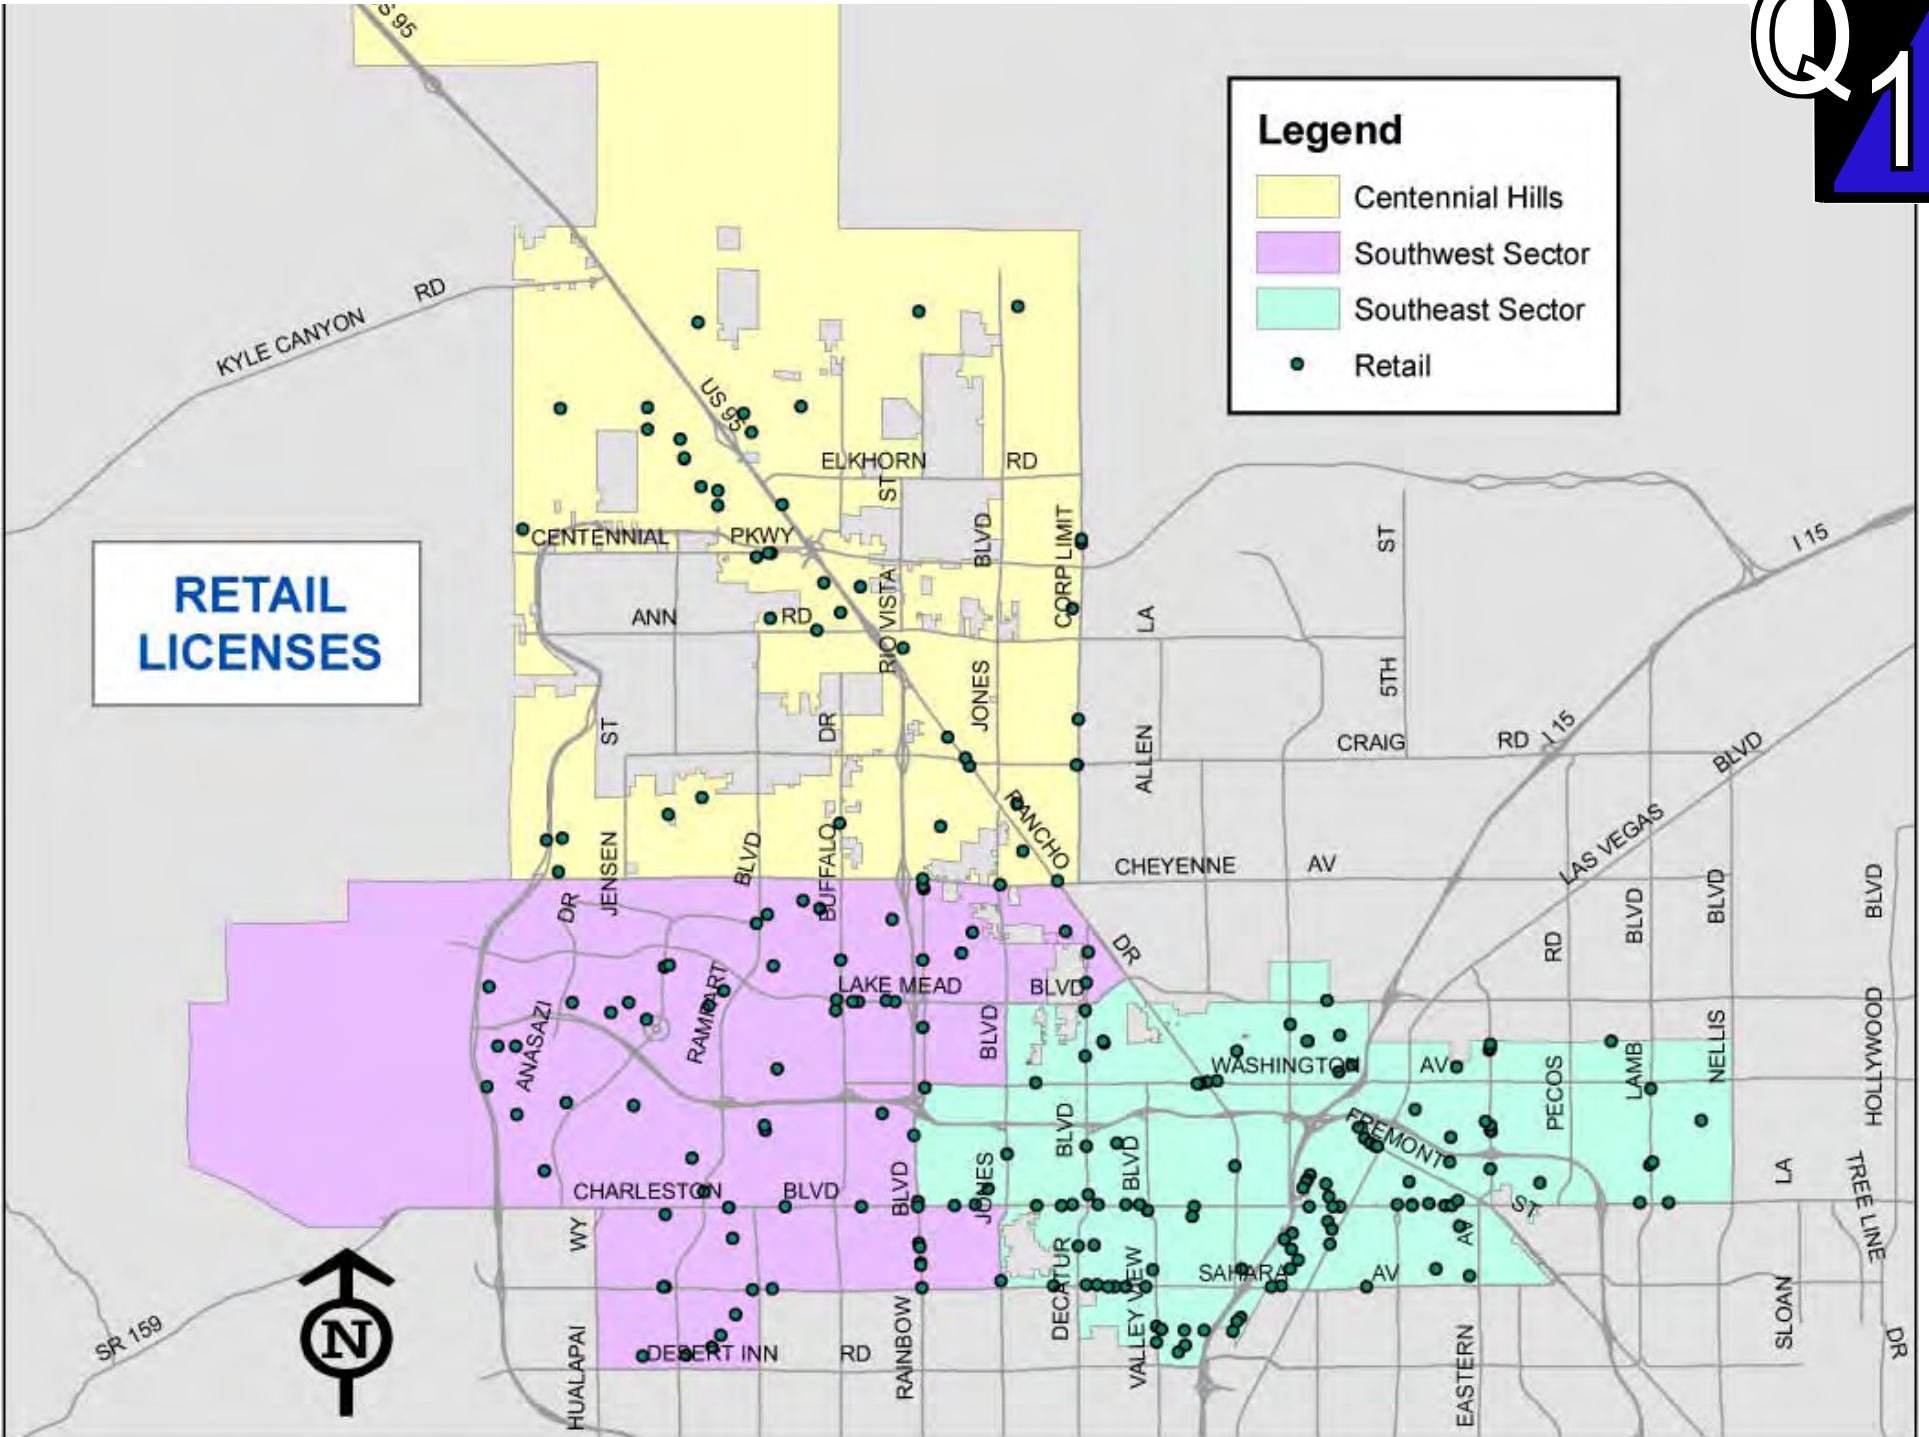 US 95
Q1
Legend
Centennial Hills
Southwest Sector
Southeast Sector
Retail
KYLE CANYON RD
US 95
ELKHORN RD
ST
BLVD
CORP LIMIT
ST
I 15
CENTENNIAL PKWY
RETAIL
LICENSES
ANN RD
RIO VISTA
LA
5TH
JONES
ST
DR
ALLEN
CRAIG RD
I 15
BLVD
RANCHO
LAS VEGAS
CHEYENNE AV
JENSEN
BLVD
BUFFALO
DR
DR
RD
BLVD
BLVD
BLVD
LAKE MEAD BLVD
RAMPART
ANASAZI
BLVD
HOLLYWOOD
WASHINGTON AV
PECOS
LAMB
NELLIS
FREMONT
ST
BLVD
BLVD
CHARLESTON BLVD
BLVD
JONES
LA
TREE LINE
WY
AV
DECATUR
VALLEY VIEW
SAHARA AV
SR 159
N
HUALAPAI
DESERT INN RD
RAINBOW
EASTERN
SLOAN
DR